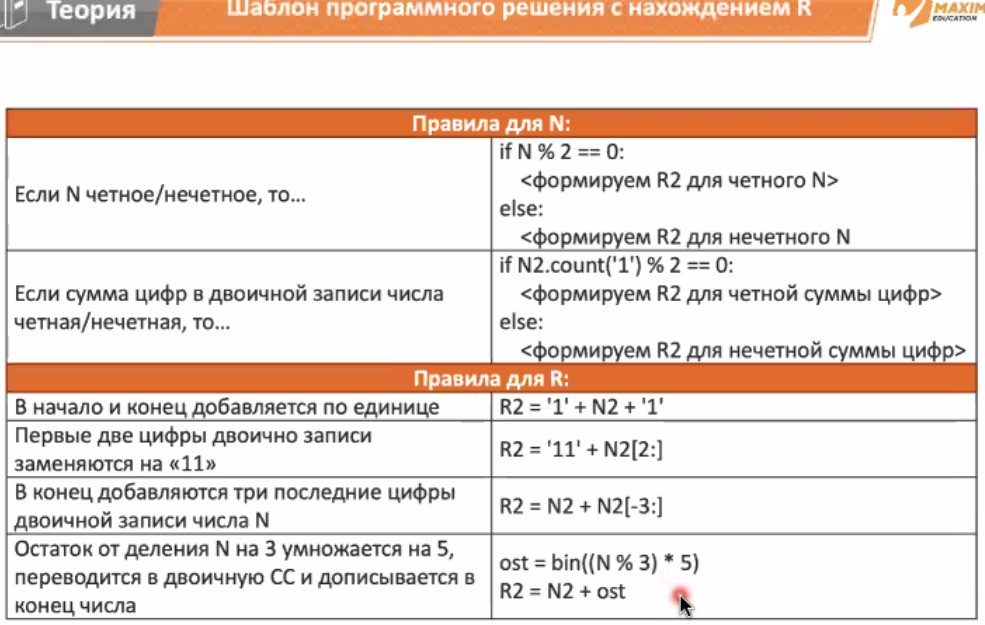 Теория
Шаблон программного решения с нахождением R
MAXIM
EDUCATION
Правила для N:
Если N четное/нечетное, то...
if N % 2 == 0:
<формируем R2 для четного N>
else:
<формируем R2 для нечетного N
Если сумма цифр в двоичной записи числа
четная/нечетная, то...
if N2.count('1') % 2 == 0:
<формируем R2 для четной суммы цифр>
else:
<формируем R2 для нечетной суммы цифр>
Правила для R:
В начало и конец добавляется по единице
R2 = '1' + N2 + '1'
Первые две цифры двоично записи
заменяются на «11»
R2 = '11' + N2[2:]
В конец добавляются три последние цифры
двоичной записи числа N
R2 = N2 + N2[-3:]
Остаток от деления N на 3 умножается на 5,
переводится в двоичную СС и дописывается в
конец числа
ost = bin((N % 3) * 5)
R2 = N2 + ost